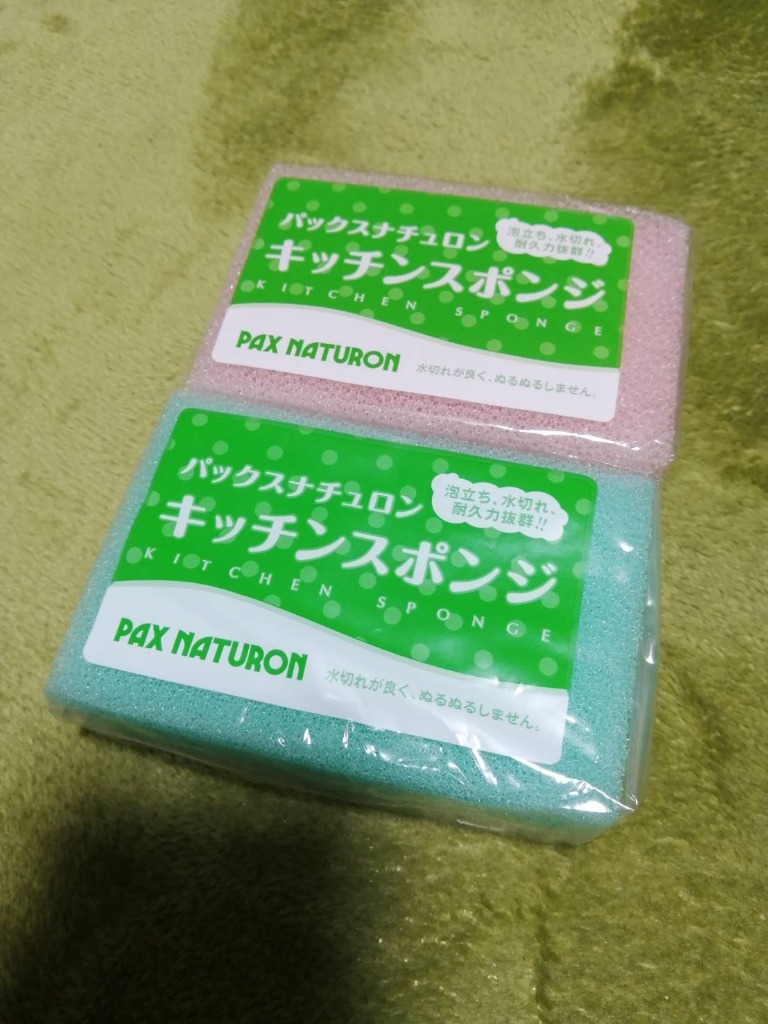 パックスナチュロン
泡立ち、水切れ、
耐久力抜群!!
キッチンスポンジ
KITCHEN SPONGE
PAX NATURON
水切れが良く、ぬるぬるしません。
パックスナチュロン
泡立ち、水切れ、
耐久力抜群!!
キッチンスポンジ
KITCHEN SPONGE
PAX NATURON
水切れが良く、ぬるぬるしません。